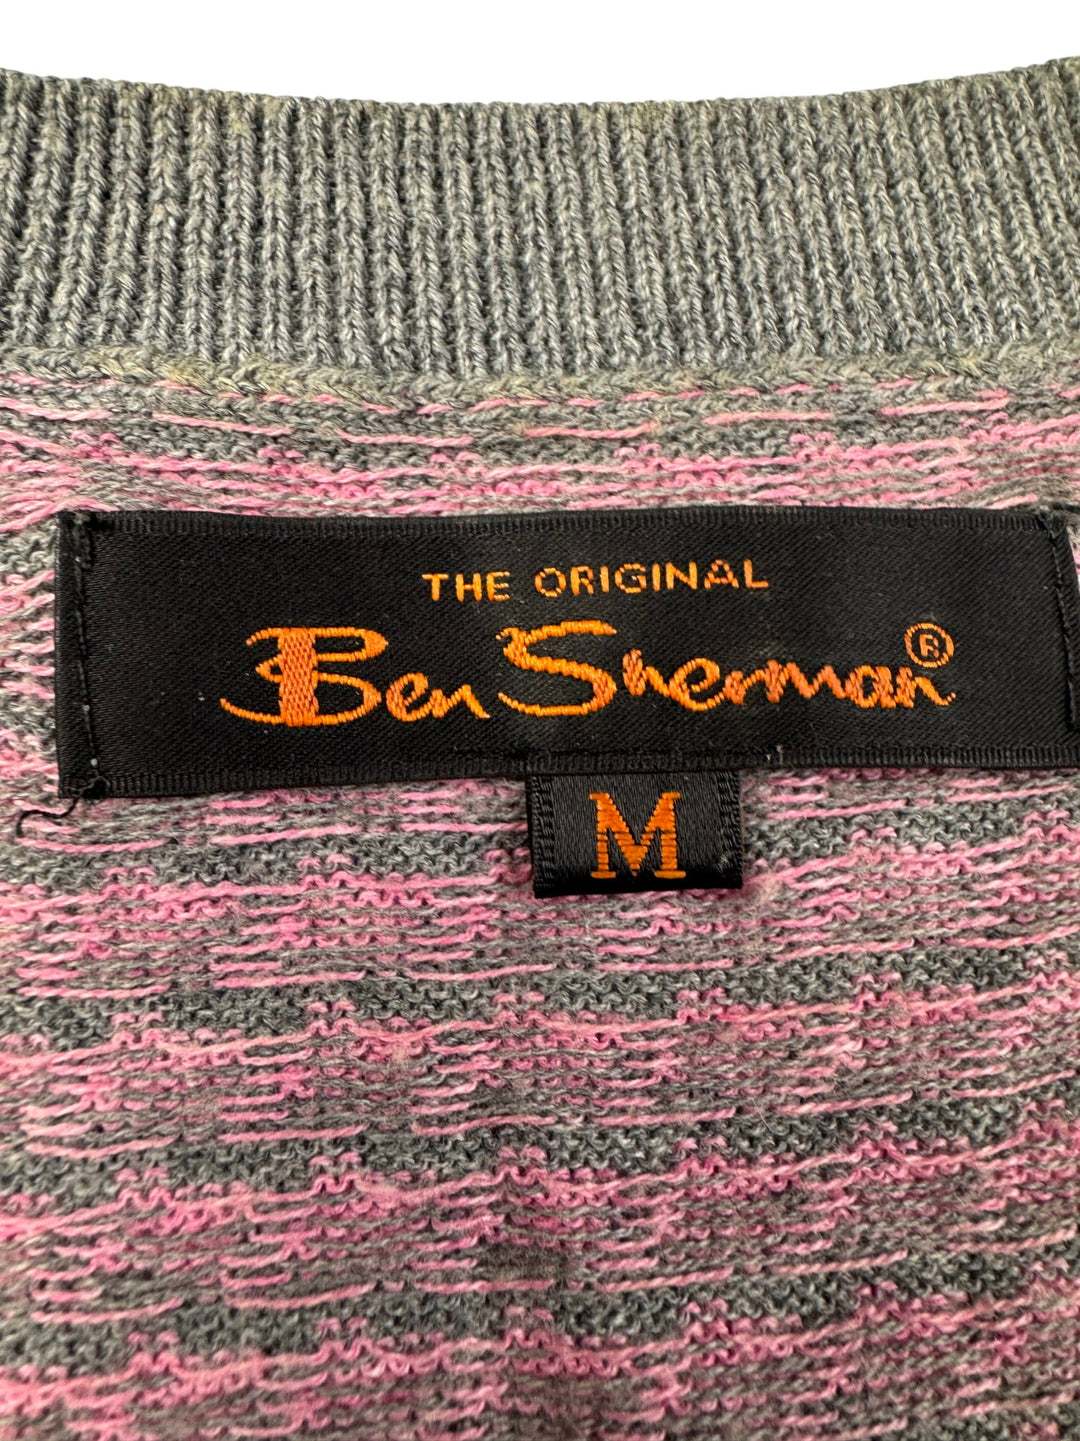 THE ORIGINAL
Ben Sherman®
M